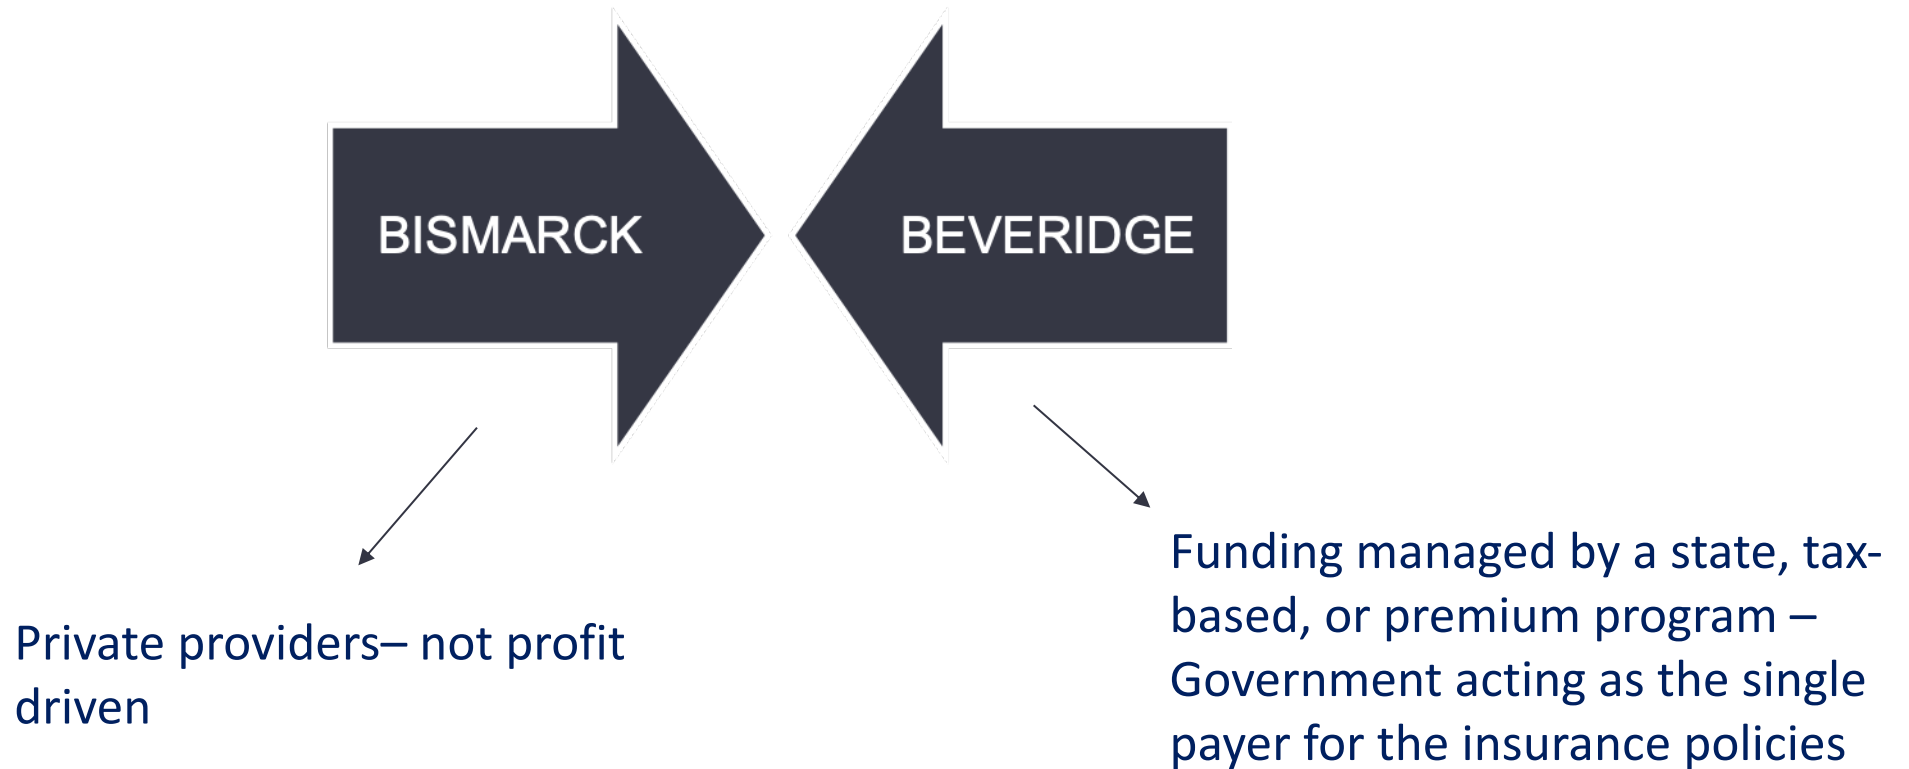 BISMARCK
BEVERIDGE
Private providers– not profit
driven
Funding managed by a state, tax-
based, or premium program –
Government acting as the single
payer for the insurance policies